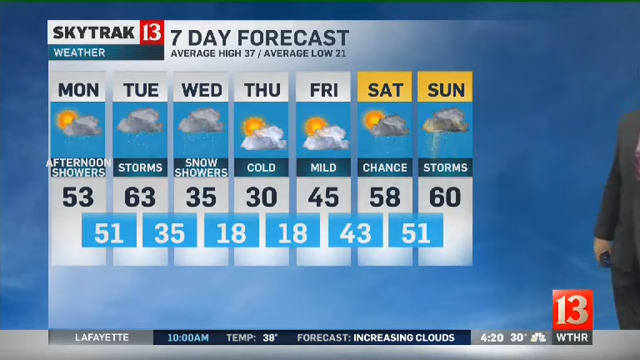 SKYTRAK 13
WEATHER
7 DAY FORECAST
AVERAGE HIGH 37 / AVERAGE LOW 21
MON TUE WED THU FRI SAT SUN
AFTERNOON SHOWERS STORMS SNOW SHOWERS COLD MILD CHANCE STORMS
53 63 35 30 45 58 60
51 35 18 18 43 51
13
LAFAYETTE 10:00AM TEMP: 38° FORECAST: INCREASING CLOUDS 4:20 30° WTHR